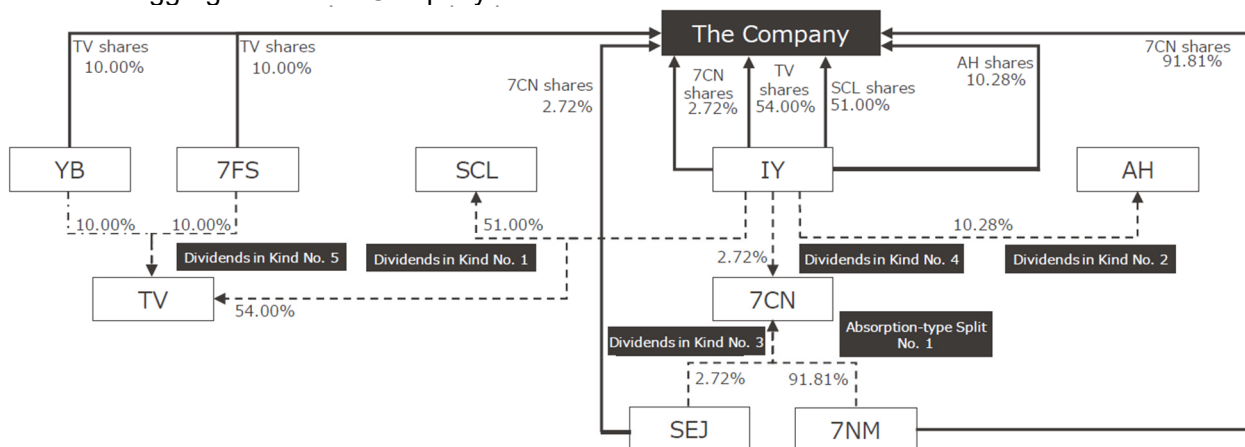 The Company
TV shares
10.00%
TV shares
10.00%
7CN shares
2.72%
7CN
shares
2.72%
TV
shares
54.00%
SCL shares
51.00%
AH shares
10.28%
7CN shares
91.81%
YB
7FS
SCL
IY
AH
10.00%
10.00%
51.00%
10.28%
Dividends in Kind No. 5
Dividends in Kind No. 1
2.72%
Dividends in Kind No. 4
Dividends in Kind No. 2
TV
54.00%
7CN
Dividends in Kind No. 3
Absorption-type Split
No. 1
2.72%
91.81%
SEJ
7NM